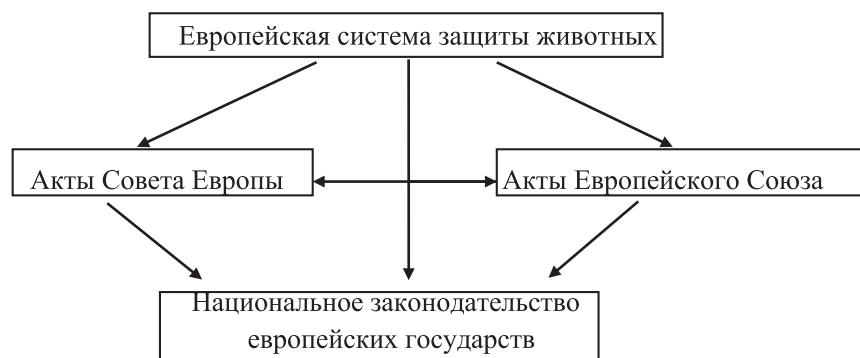 Европейская система защиты животных
Акты Совета Европы
Акты Европейского Союза
Национальное законодательство
европейских государств